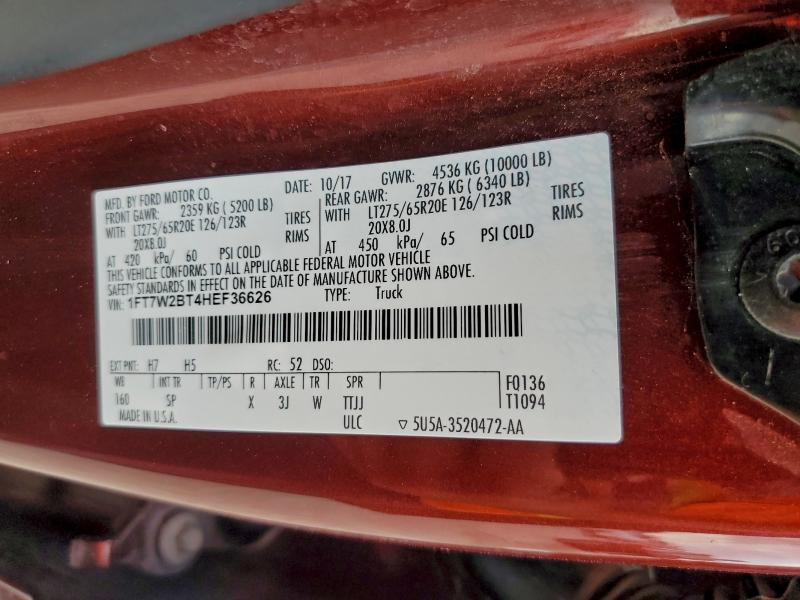 MFD. BY FORD MOTOR CO.
DATE: 10/17 GVWR: 4536 KG (10000 LB)
FRONT GAWR: 2359 KG ( 5200 LB)
REAR GAWR: 2876 KG ( 6340 LB)
WITH LT275/65R20E 126/123R TIRES
WITH LT275/65R20E 126/123R TIRES
20X8.0J RIMS
20X8.0J RIMS
AT 420 kPa/ 60 PSI COLD
AT 450 kPa/ 65 PSI COLD
THIS VEHICLE CONFORMS TO ALL APPLICABLE FEDERAL MOTOR VEHICLE
SAFETY STANDARDS IN EFFECT ON THE DATE OF MANUFACTURE SHOWN ABOVE.
VIN: 1FT7W2BT4HEF36626 TYPE: Truck
EXT PNT: H7 H5 RC: 52 DSO:
WB INT TR TP/PS R AXLE TR SPR
160 SP X 3J W TTJJ
ULC
F0136
T1094
MADE IN U.S.A.
▽ 5U5A-3520472-AA